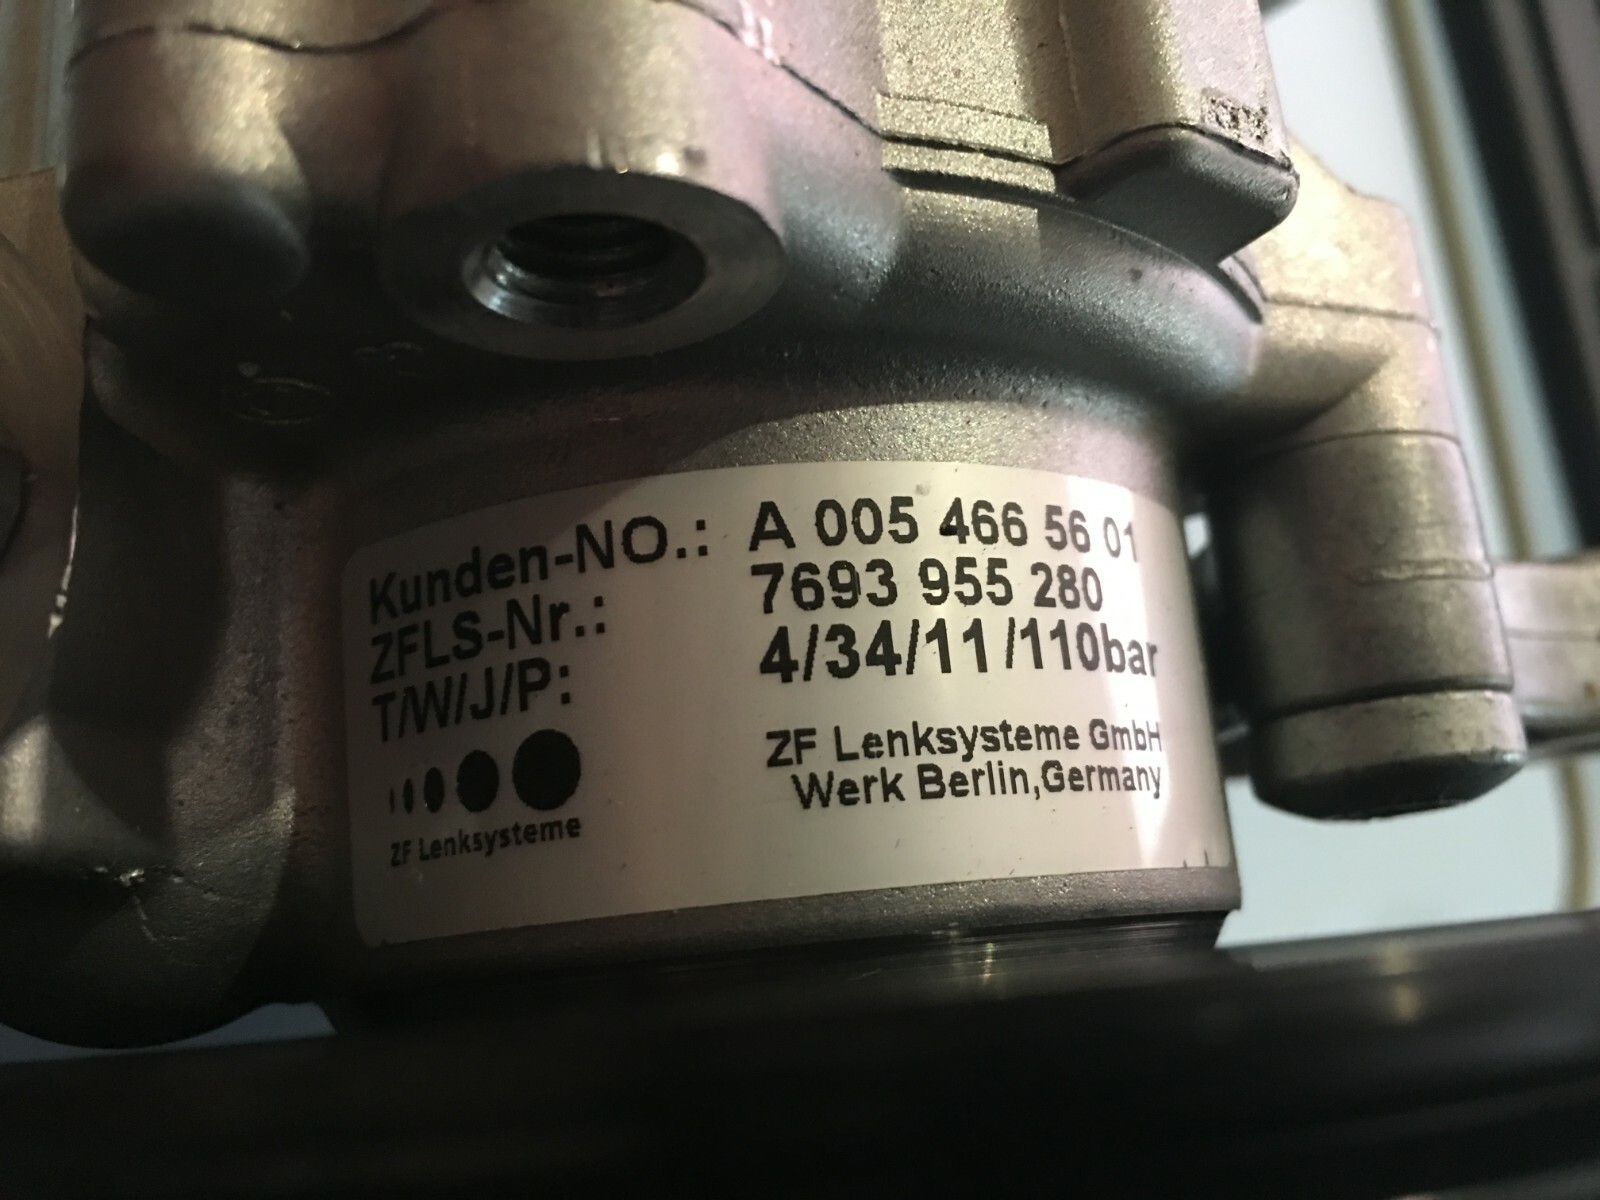 Kunden-NO.: A 005 466 56 01
ZFLS-Nr.: 7693 955 280
T/W/J/P: 4/34/11/110bar
ZF Lenksysteme GmbH
Werk Berlin,Germany
ZF Lenksysteme